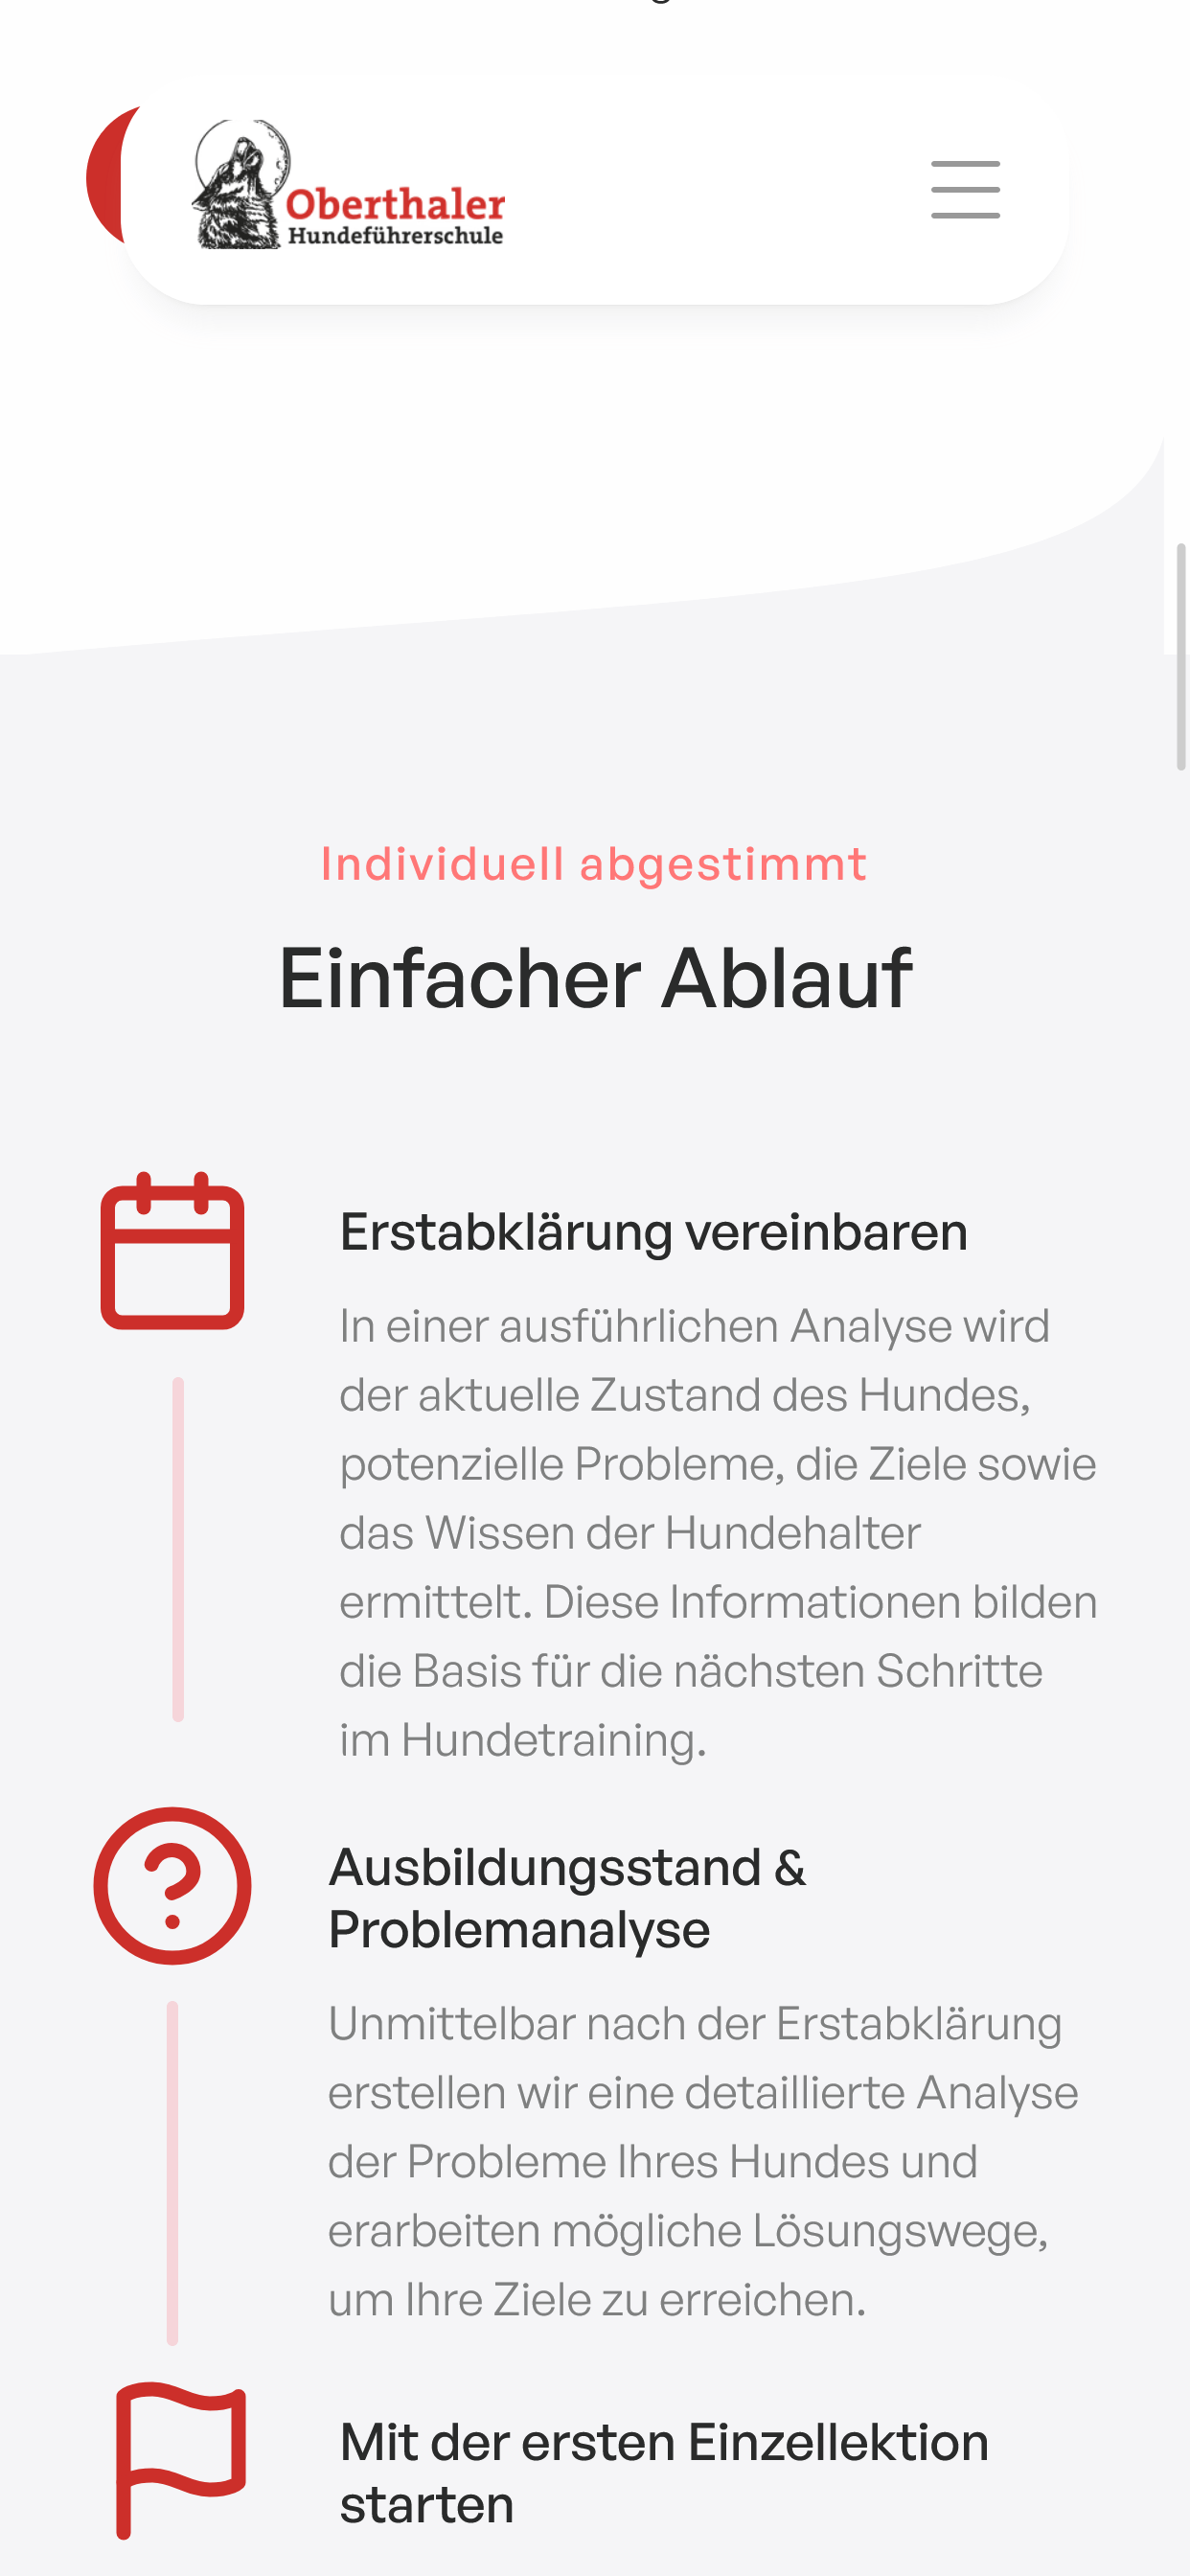 Oberthaler
Hundeführerschule
Individuell abgestimmt
Einfacher Ablauf
Erstabklärung vereinbaren
In einer ausführlichen Analyse wird
der aktuelle Zustand des Hundes,
potenzielle Probleme, die Ziele sowie
das Wissen der Hundehalter
ermittelt. Diese Informationen bilden
die Basis für die nächsten Schritte
im Hundetraining.
Ausbildungsstand &
Problemanalyse
Unmittelbar nach der Erstabklärung
erstellen wir eine detaillierte Analyse
der Probleme Ihres Hundes und
erarbeiten mögliche Lösungswege,
um Ihre Ziele zu erreichen.
Mit der ersten Einzellektion
starten